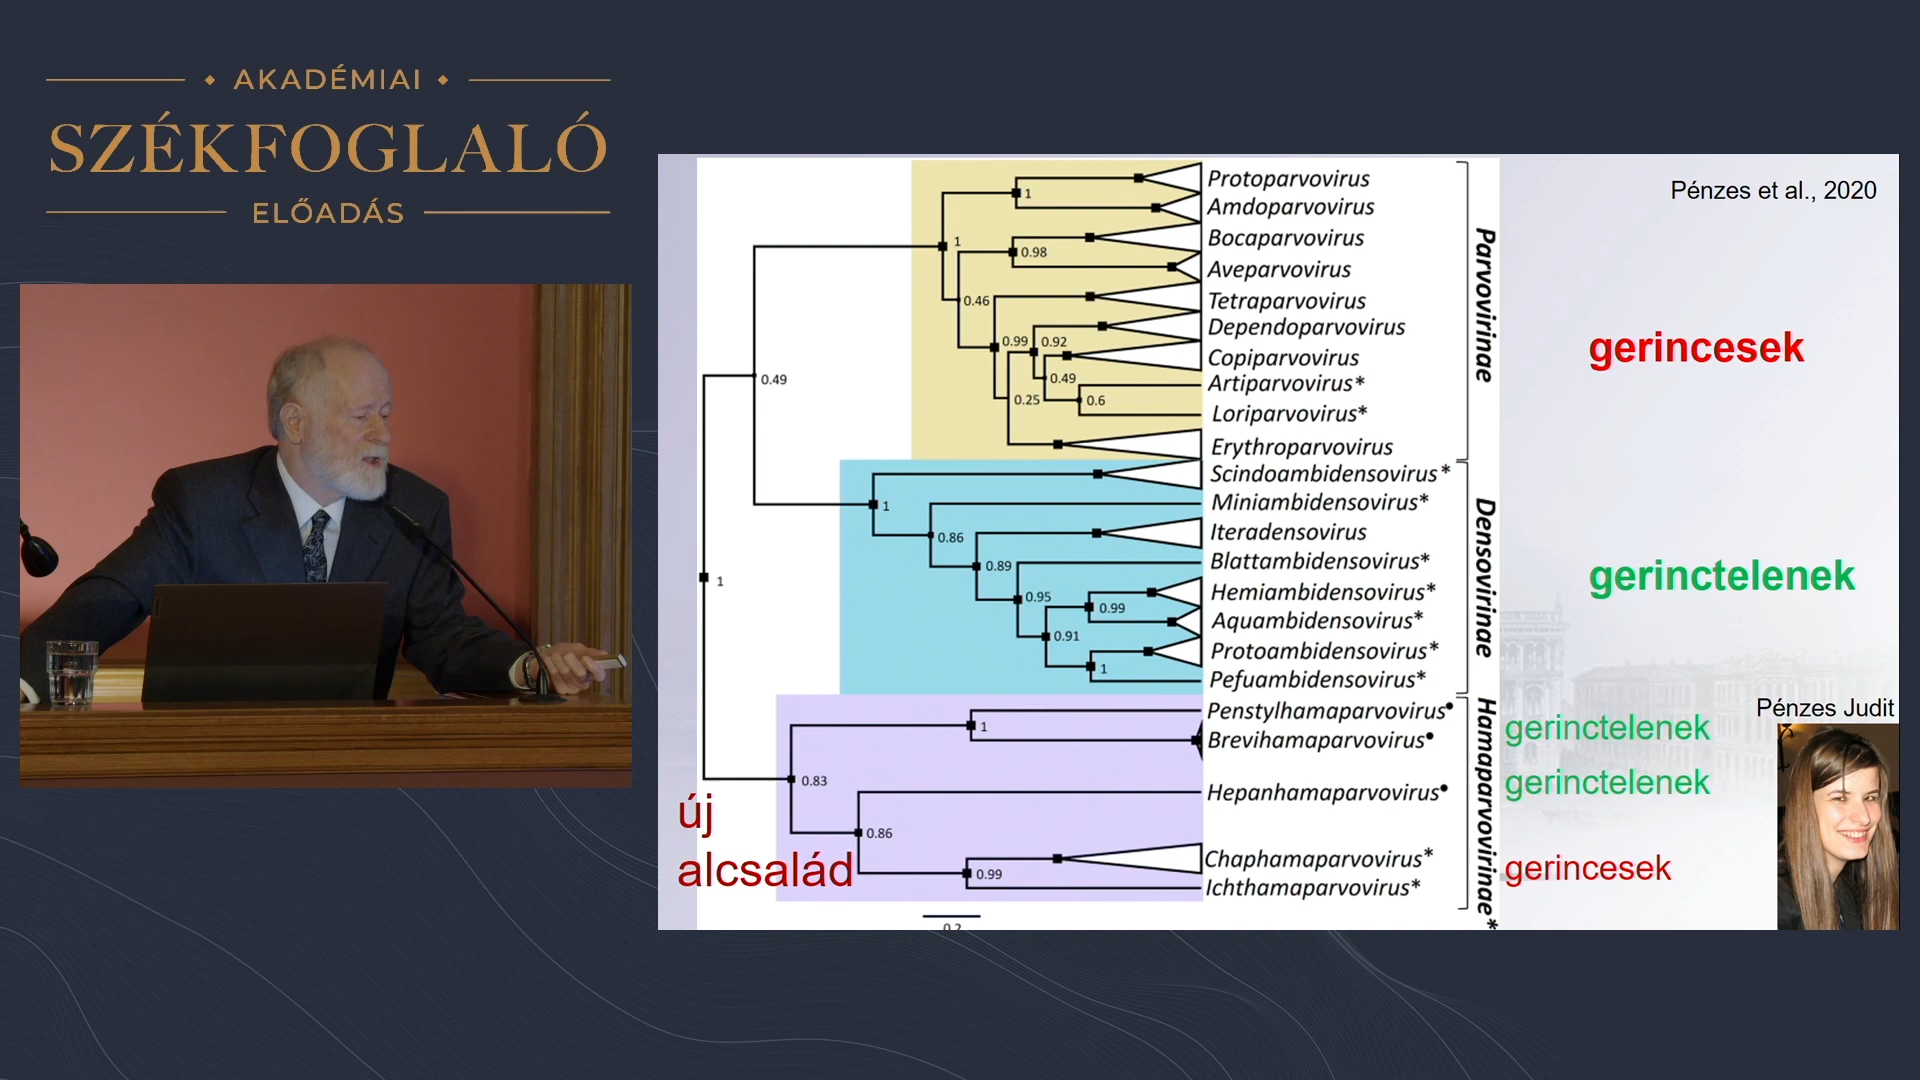 AKADÉMIAI
SZÉKFOGLALÓ
ELŐADÁS
Pénzes et al., 2020
1
Protoparvovirus
Amdoparvovirus
1
0.98
Bocaparvovirus
Aveparvovirus
0.46
Tetraparvovirus
0.99
0.92
Dependoparvovirus
Copiparvovirus
0.49
Artiparvovirus*
0.25
0.6
Loriparvovirus*
Erythroparvovirus
Parvovirinae
gerincesek
0.49
Scindoambidensovirus*
1
Miniambidensovirus*
0.86
Iteradensovirus
0.89
Blattambidensovirus*
0.95
Hemiambidensovirus*
0.99
Aquambidensovirus*
0.91
Protoambidensovirus*
1
Pefuambidensovirus*
Densovirinae
gerinctelenek
1
Penstylhamaparvovirus•
1
Brevihamaparvovirus•
0.83
Hepanhamaparvovirus•
0.86
Chaphamaparvovirus*
0.99
Ichthamaparvovirus*
Hamaparvovirinae*
gerinctelenek
gerinctelenek
gerincesek
Pénzes Judit
új
alcsalád
0.2